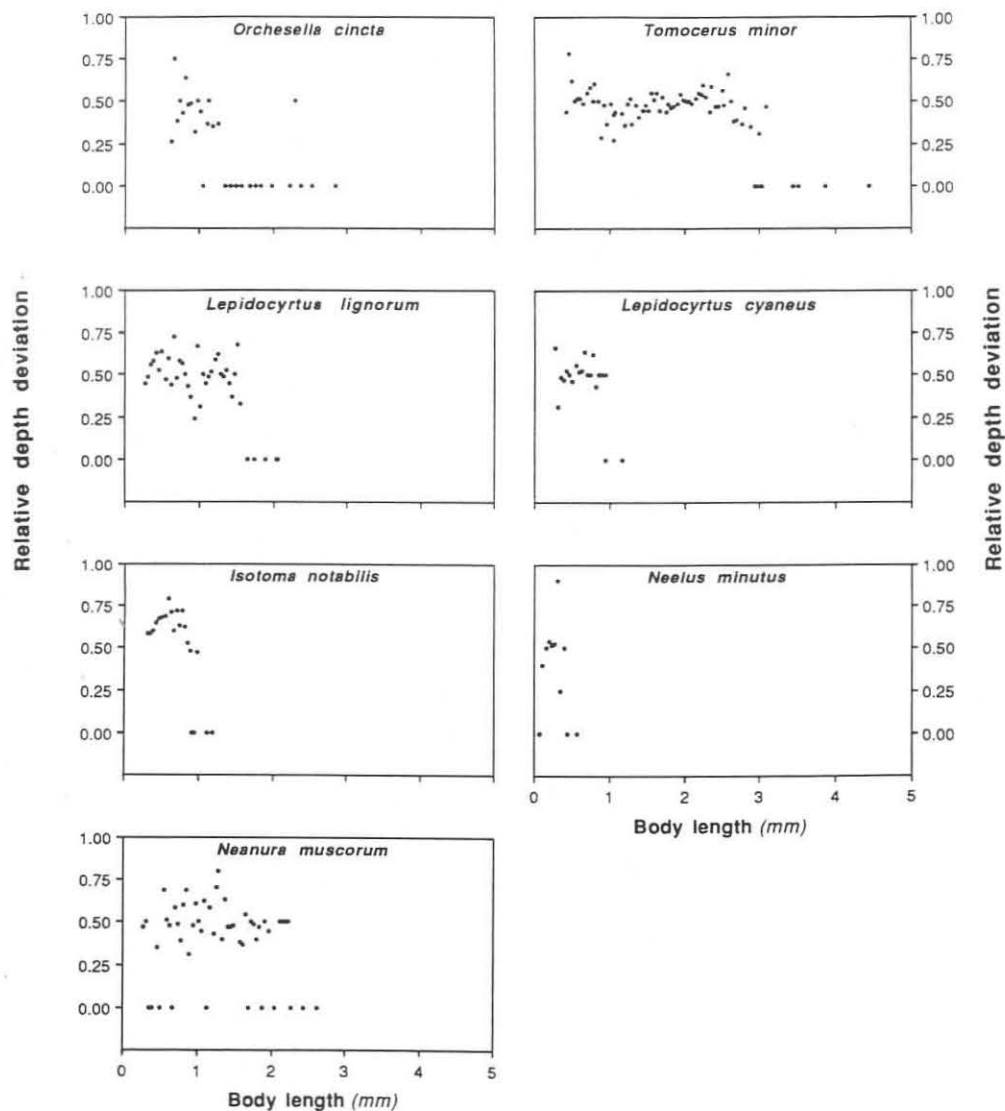 Orchesella cincta
1.00
0.75
0.50
0.25
0.00
Tomocerus minor
1.00
0.75
0.50
0.25
0.00
Lepidocyrtus lignorum
1.00
0.75
0.50
0.25
0.00
Lepidocyrtus cyaneus
1.00
0.75
0.50
0.25
0.00
Relative depth deviation
Relative depth deviation
Isotoma notabilis
1.00
0.75
0.50
0.25
0.00
Neelus minutus
1.00
0.75
0.50
0.25
0.00
0 1 2 3 4 5
Body length (mm)
Neanura muscorum
1.00
0.75
0.50
0.25
0.00
0 1 2 3 4 5
Body length (mm)